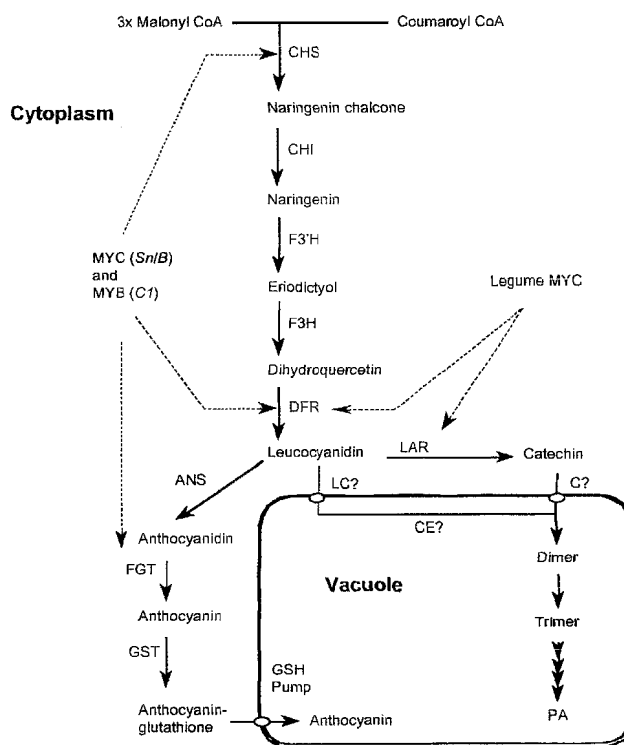 3x Malonyl CoA
Coumaroyl CoA
CHS
Cytoplasm
Naringenin chalcone
CHI
Naringenin
F3'H
MYC (Sn/B)
and
MYB (C1)
Eriodictyol
Legume MYC
F3H
Dihydroquercetin
DFR
Leucocyanidin
LAR
Catechin
ANS
LC?
C?
CE?
Anthocyanidin
Dimer
FGT
Vacuole
Anthocyanin
Trimer
GST
GSH
Pump
Anthocyanin-
glutathione
Anthocyanin
PA